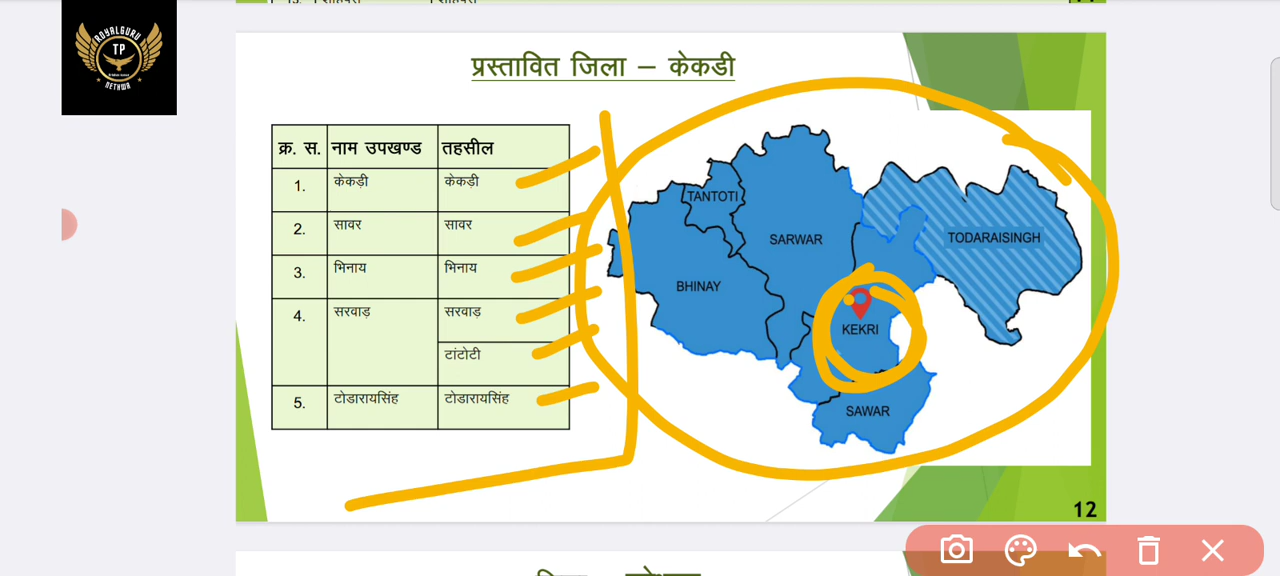 ROYALGURU
TP
NETHWA
प्रस्तावित जिला – केकडी
क्र. स. नाम उपखण्ड तहसील
1. केकड़ी केकड़ी
2. सावर सावर
3. भिनाय भिनाय
4. सरवाड़ सरवाड़
टांटोटी
5. टोडारायसिंह टोडारायसिंह
TANTOTI
SARWAR
TODARAISINGH
BHINAY
KEKRI
SAWAR
12